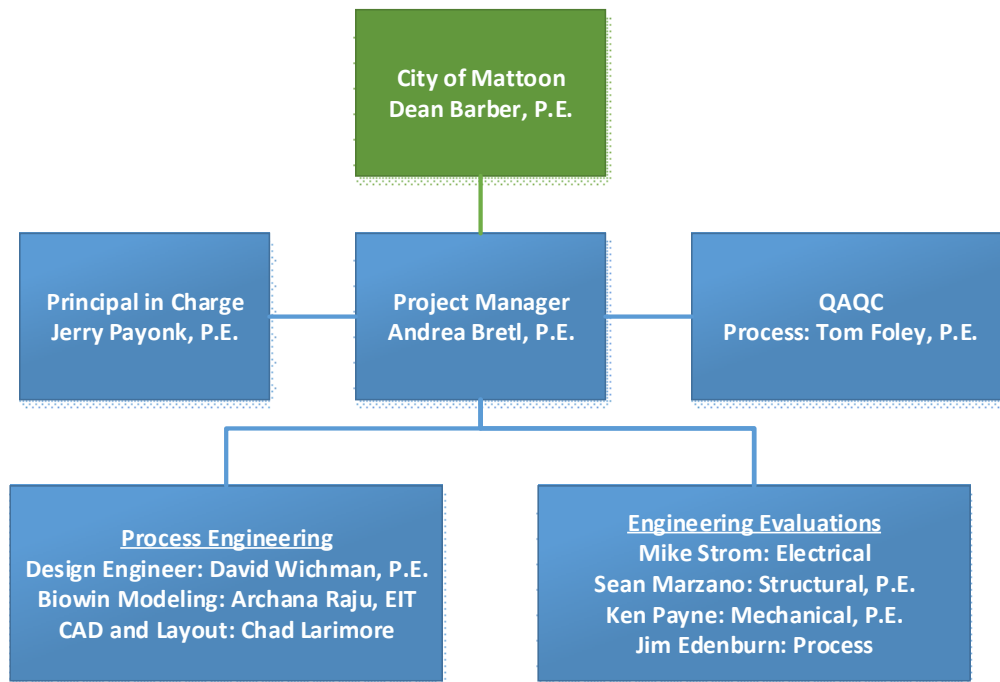 City of Mattoon
Dean Barber, P.E.
Principal in Charge
Jerry Payonk, P.E.
Project Manager
Andrea Bretl, P.E.
QAQC
Process: Tom Foley, P.E.
Process Engineering
Design Engineer: David Wichman, P.E.
Biowin Modeling: Archana Raju, EIT
CAD and Layout: Chad Larimore
Engineering Evaluations
Mike Strom: Electrical
Sean Marzano: Structural, P.E.
Ken Payne: Mechanical, P.E.
Jim Edenburn: Process